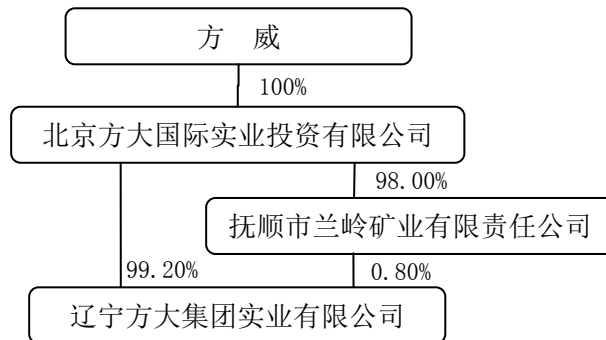 方 威
100%
北京方大国际实业投资有限公司
98.00%
抚顺市兰岭矿业有限责任公司
99.20%
0.80%
辽宁方大集团实业有限公司